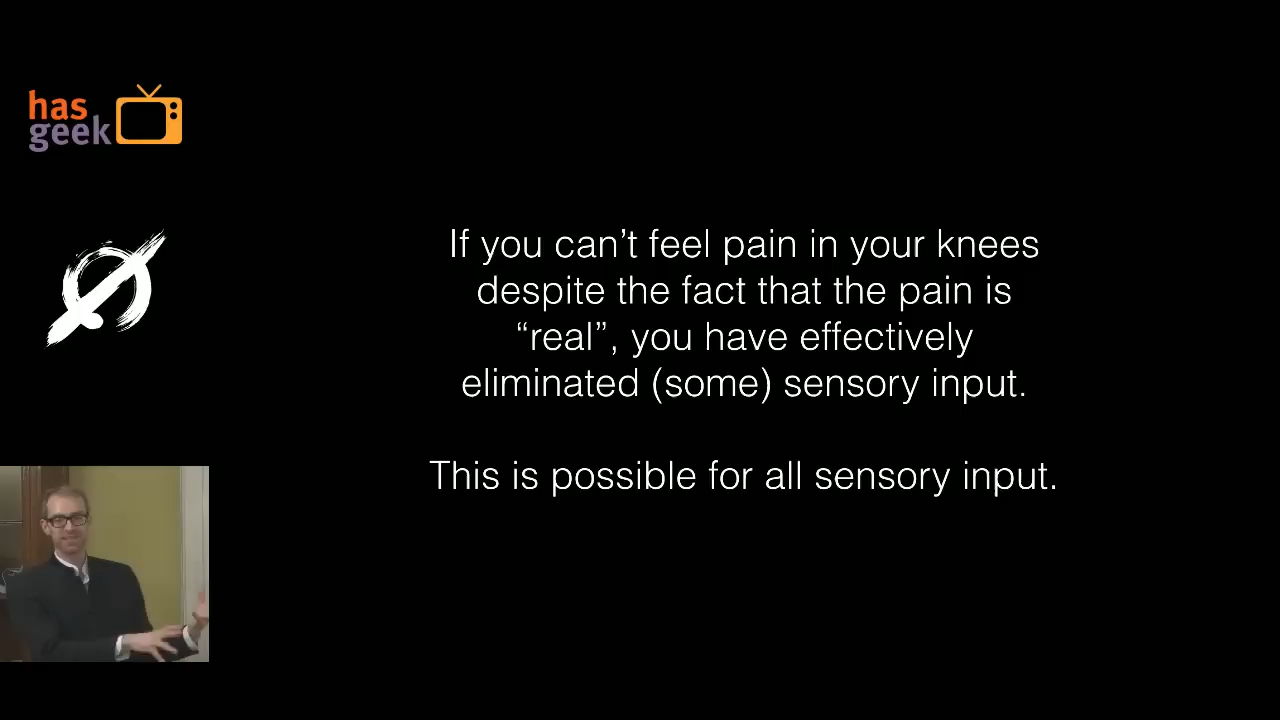 has
geek
If you can’t feel pain in your knees
despite the fact that the pain is
“real”, you have effectively
eliminated (some) sensory input.
This is possible for all sensory input.